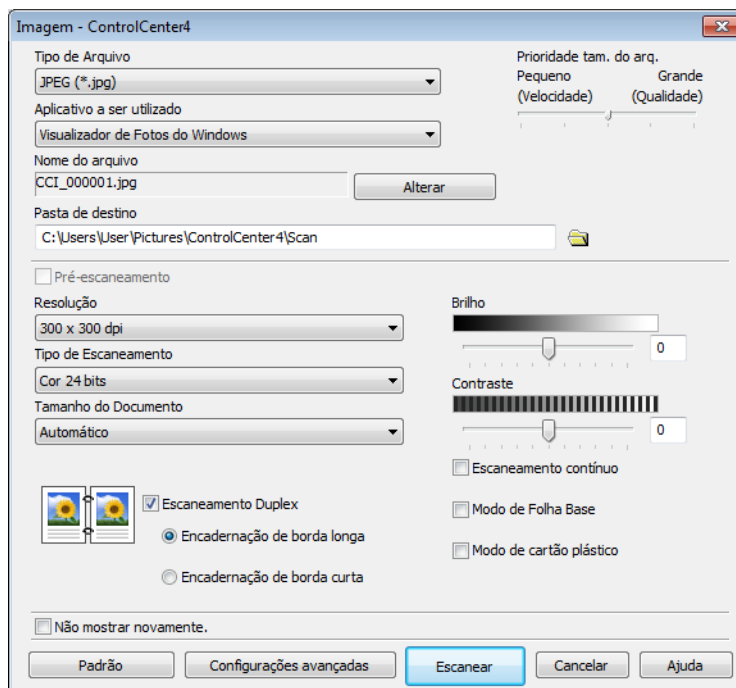 Imagem - ControlCenter4
Tipo de Arquivo
JPEG (*.jpg)
Aplicativo a ser utilizado
Visualizador de Fotos do Windows
Nome do arquivo
CCI_000001.jpg
Alterar
Pasta de destino
C:\Users\User\Pictures\ControlCenter4\Scan
Prioridade tam. do arq.
Pequeno Grande
(Velocidade) (Qualidade)
Pré-escaneamento
Resolução
300 x 300 dpi
Tipo de Escaneamento
Cor 24 bits
Tamanho do Documento
Automático
Brilho
0
Contraste
0
Escaneamento Duplex
Encadernação de borda longa
Encadernação de borda curta
Escaneamento contínuo
Modo de Folha Base
Modo de cartão plástico
Não mostrar novamente.
Padrão Configurações avançadas Escanear Cancelar Ajuda